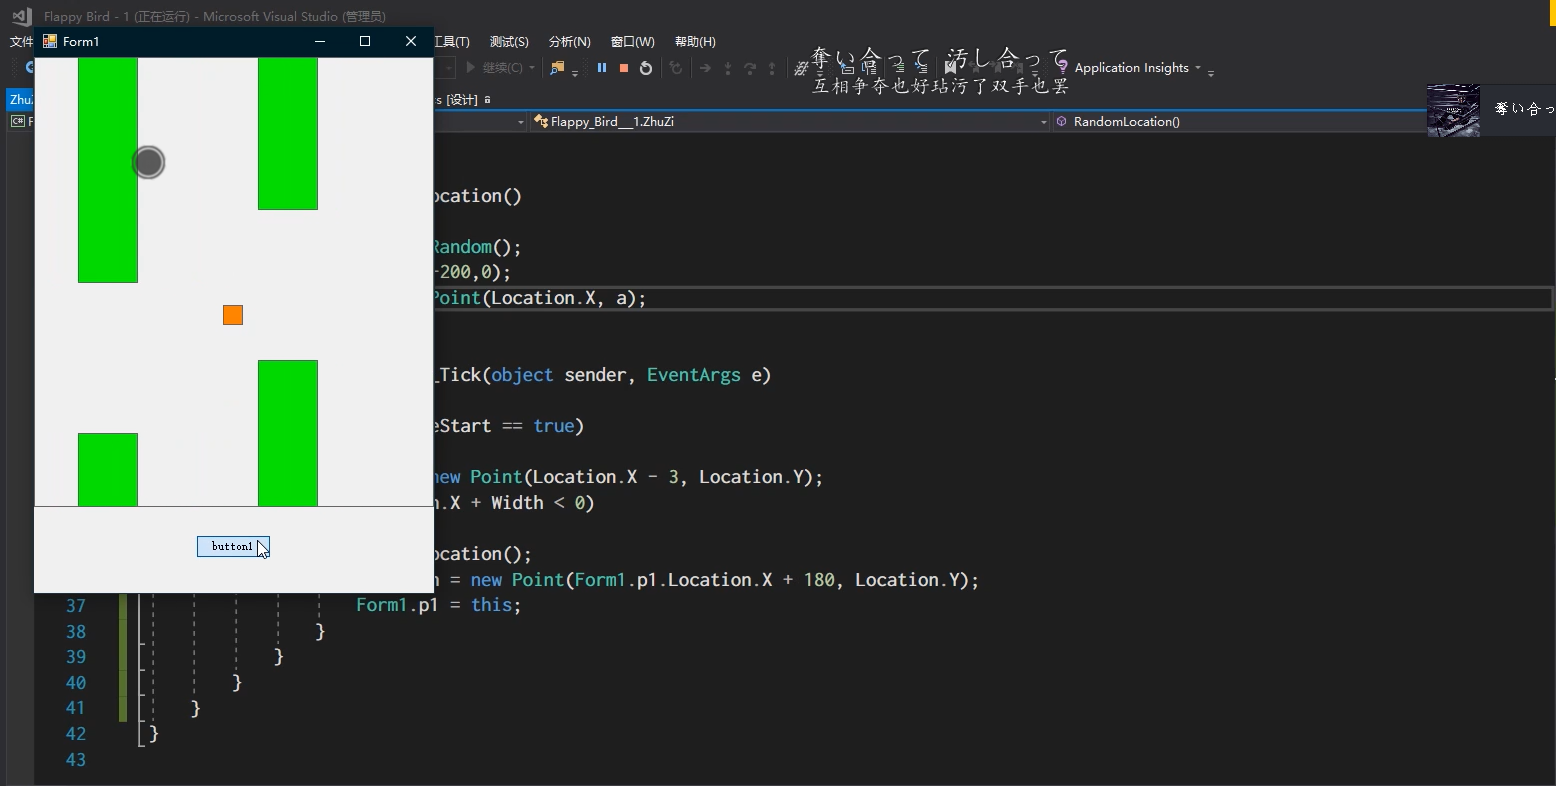 Flappy Bird - 1 (正在运行) - Microsoft Visual Studio (管理员)
文件
Form1
工具(T) 测试(S) 分析(N) 窗口(W) 帮助(H)
继续(C)
Application Insights
奪い合って 汚し合って
互相争夺也好玷污了双手也罢
奪い合っ
[设计]
Flappy_Bird__1.ZhuZi
RandomLocation()
ocation()
Random();
-200,0);
Point(Location.X, a);
_Tick(object sender, EventArgs e)
eStart == true)
new Point(Location.X - 3, Location.Y);
.X + Width < 0)
ocation();
= new Point(Form1.p1.Location.X + 180, Location.Y);
button1
37 Form1.p1 = this;
38 }
39 }
40 }
41 }
42 }
43